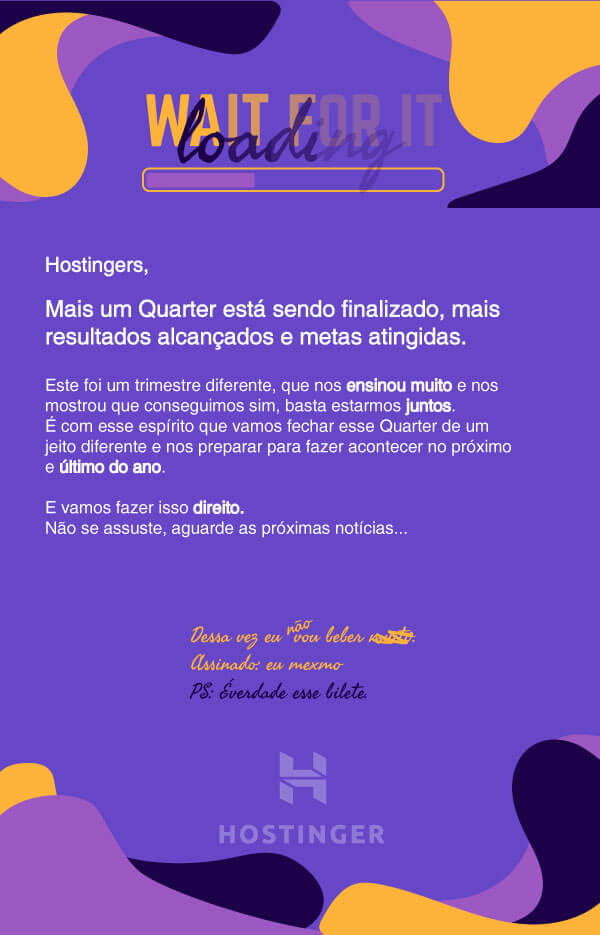 WAIT FOR IT
loading
Hostingers,
Mais um Quarter está sendo finalizado, mais
resultados alcançados e metas atingidas.
Este foi um trimestre diferente, que nos ensinou muito e nos
mostrou que conseguimos sim, basta estarmos juntos.
É com esse espírito que vamos fechar esse Quarter de um
jeito diferente e nos preparar para fazer acontecer no próximo
e último do ano.
E vamos fazer isso direito.
Não se assuste, aguarde as próximas notícias...
Dessa vez eu não vou beber muito.
Assinado: eu mexmo
PS: Éverdade esse bilete.
HOSTINGER